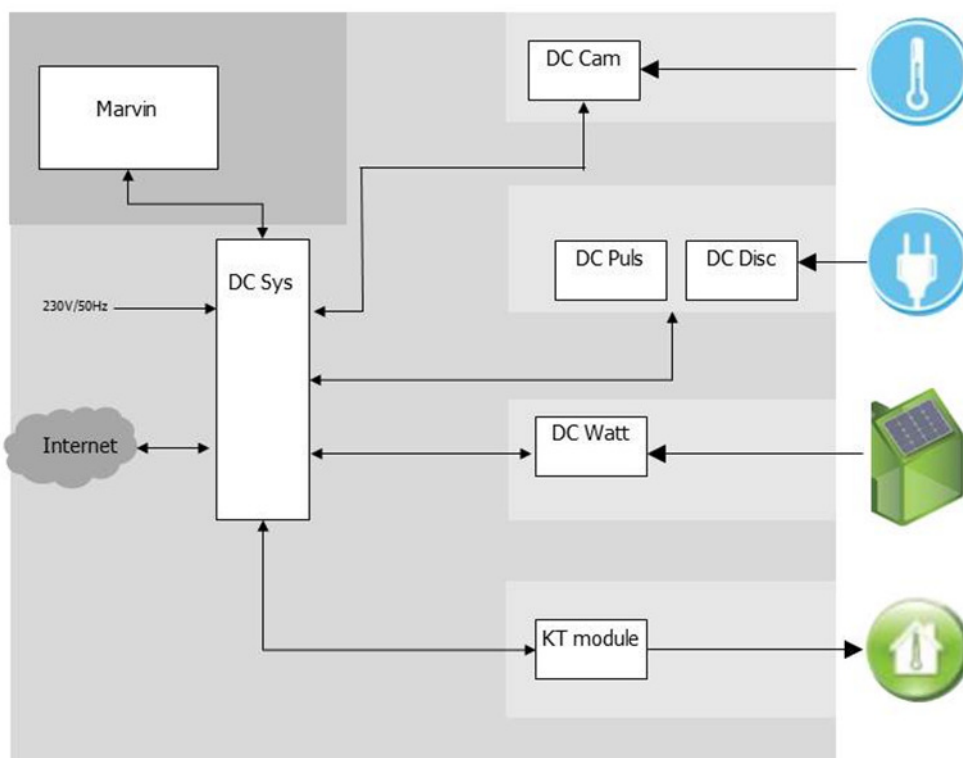 DC Cam
Marvin
DC Puls
DC Disc
DC Sys
230V/50Hz
Internet
DC Watt
KT module